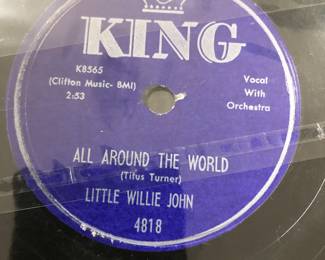 KING
K8565
(Clifton Music- BMI)
2:53
Vocal
With
Orchestra
ALL AROUND THE WORLD
(Titus Turner)
LITTLE WILLIE JOHN
4818